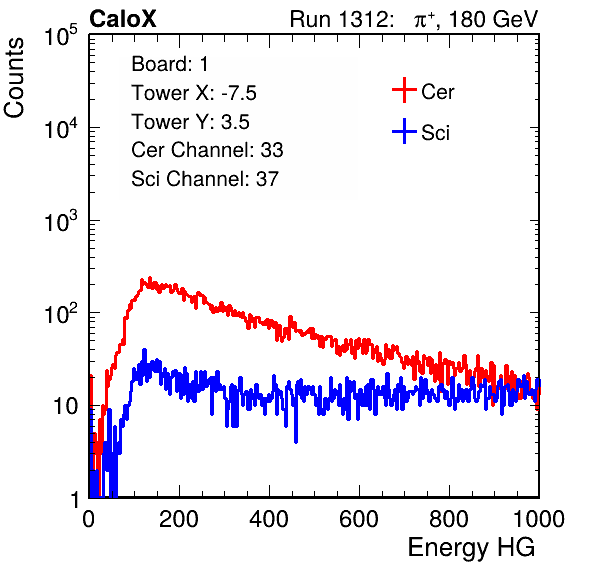 CaloX Run 1312: π⁺, 180 GeV
Counts
10⁵
10⁴
10³
10²
10
1
Board: 1
Tower X: -7.5
Tower Y: 3.5
Cer Channel: 33
Sci Channel: 37
Cer
Sci
0 200 400 600 800 1000
Energy HG